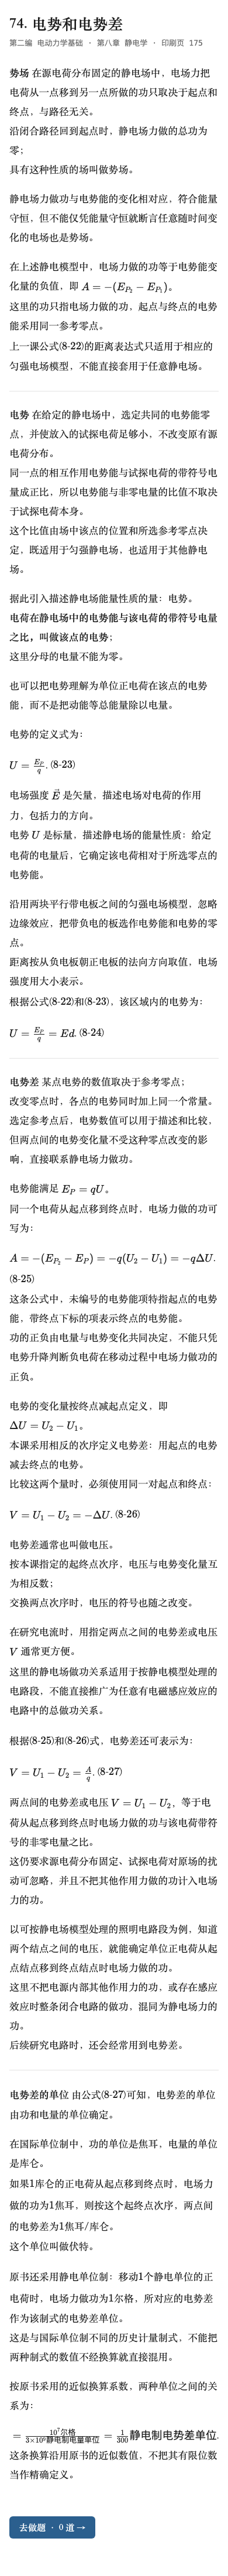 74. 电势和电势差
第二编 电动力学基础 · 第八章 静电学 · 印刷页 175
势场 在源电荷分布固定的静电场中，电场力把
电荷从一点移到另一点所做的功只取决于起点和
终点，与路径无关。
沿闭合路径回到起点时，静电场力做的总功为
零；
具有这种性质的场叫做势场。
静电场力做功与电势能的变化相对应，符合能量
守恒，但不能仅凭能量守恒就断言任意随时间变
化的电场也是势场。
在上述静电模型中，电场力做的功等于电势能变
化量的负值，即 A = −(E_{P_2} − E_{P_1})。
这里的功只指电场力做的功，起点与终点的电势
能采用同一参考零点。
上一课公式(8-22)的距离表达式只适用于相应的
匀强电场模型，不能直接套用于任意静电场。
电势 在给定的静电场中，选定共同的电势能零
点，并使放入的试探电荷足够小，不改变原有源
电荷分布。
同一点的相互作用电势能与试探电荷的带符号电
量成正比，所以电势能与非零电量的比值不取决
于试探电荷本身。
这个比值由场中该点的位置和所选参考零点决
定，既适用于匀强静电场，也适用于其他静电
场。
据此引入描述静电场能量性质的量：电势。
电荷在静电场中的电势能与该电荷的带符号电量
之比，叫做该点的电势；
这里分母的电量不能为零。
也可以把电势理解为单位正电荷在该点的电势
能，而不是把动能等总能量除以电量。
电势的定义式为：
U = \frac{E_P}{q}. (8-23)
电场强度 \vec{E} 是矢量，描述电场对电荷的作用
力，包括力的方向。
电势 U 是标量，描述静电场的能量性质：给定
电荷的电量后，它确定该电荷相对于所选零点的
电势能。
沿用两块平行带电板之间的匀强电场模型，忽略
边缘效应，把带负电的板选作电势能和电势的零
点。
距离按从负电板朝正电板的法向方向取值，电场
强度用大小表示。
根据公式(8-22)和(8-23)，该区域内的电势为：
U = \frac{E_P}{q} = Ed. (8-24)
电势差 某点电势的数值取决于参考零点；
改变零点时，各点的电势同时加上同一个常量。
选定参考点后，电势数值可以用于描述和比较，
但两点间的电势变化量不受这种零点改变的影
响，直接联系静电场力做功。
电势能满足 E_P = qU。
同一个电荷从起点移到终点时，电场力做的功可
写为：
A = −(E_{P_2} − E_P) = −q(U_2 − U_1) = −qΔU.
(8-25)
这条公式中，未编号的电势能项特指起点的电势
能，带终点下标的项表示终点的电势能。
功的正负由电量与电势变化共同决定，不能只凭
电势升降判断负电荷在移动过程中电场力做功的
正负。
电势的变化量按终点减起点定义，即
ΔU = U_2 − U_1。
本课采用相反的次序定义电势差：用起点的电势
减去终点的电势。
比较这两个量时，必须使用同一对起点和终点：
V = U_1 − U_2 = −ΔU. (8-26)
电势差通常也叫做电压。
按本课指定的起终点次序，电压与电势变化量互
为相反数；
交换两点次序时，电压的符号也随之改变。
在研究电流时，用指定两点之间的电势差或电压
V 通常更方便。
这里的静电场做功关系适用于按静电模型处理的
电路段，不能直接推广为任意有电磁感应效应的
电路中的总做功关系。
根据(8-25)和(8-26)式，电势差还可表示为：
V = U_1 − U_2 = \frac{A}{q}. (8-27)
两点间的电势差或电压 V = U_1 − U_2，等于电
荷从起点移到终点时电场力做的功与该电荷带符
号的非零电量之比。
这仍要求源电荷分布固定、试探电荷对原场的扰
动可忽略，并且不把其他作用力做的功计入电场
力的功。
以可按静电场模型处理的照明电路段为例，知道
两个结点之间的电压，就能确定单位正电荷从起
点结点移到终点结点时电场力做的功。
这里不把电源内部其他作用力的功，或存在感应
效应时整条闭合电路的做功，混同为静电场力的
功。
后续研究电路时，还会经常用到电势差。
电势差的单位 由公式(8-27)可知，电势差的单位
由功和电量的单位确定。
在国际单位制中，功的单位是焦耳，电量的单位
是库仑。
如果1库仑的正电荷从起点移到终点时，电场力
做的功为1焦耳，则按这个起终点次序，两点间
的电势差为1焦耳/库仑。
这个单位叫做伏特。
原书还采用静电单位制：移动1个静电单位的正
电荷时，电场力做功为1尔格，所对应的电势差
作为该制式的电势差单位。
这是与国际单位制不同的历史计量制式，不能把
两种制式的数值不经换算就直接混用。
按原书采用的近似换算系数，两种单位之间的关
系为：
= \frac{10^7尔格}{3×10^9静电制电量单位} = \frac{1}{300}静电制电势差单位.
这条换算沿用原书的近似数值，不把其有限位数
当作精确定义。
去做题 · 0 道 →